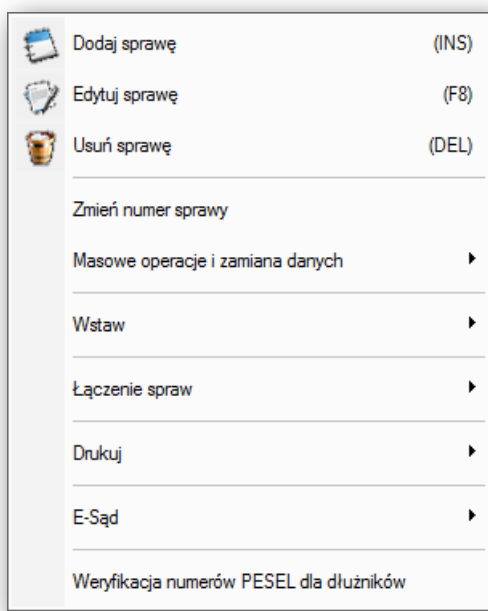 Dodaj sprawę (INS)
Edytuj sprawę (F8)
Usuń sprawę (DEL)
Zmień numer sprawy
Masowe operacje i zamiana danych
Wstaw
Łączenie spraw
Drukuj
E-Sąd
Weryfikacja numerów PESEL dla dłużników